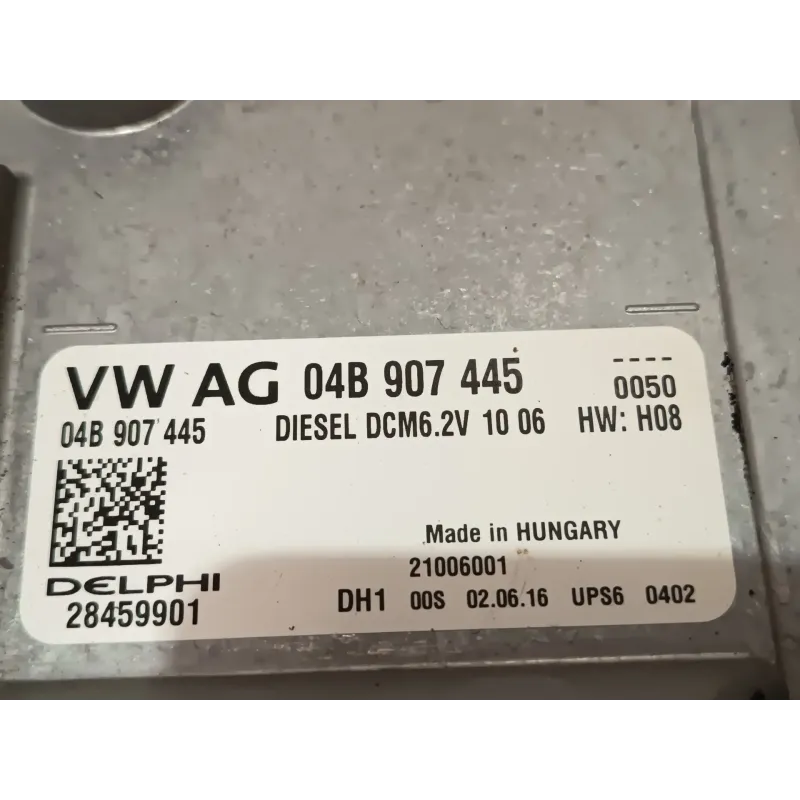 VW AG 04B 907 445 ----
0050
04B 907 445 DIESEL DCM6.2V 10 06 HW: H08
Made in HUNGARY
DELPHI 21006001
28459901 DH1 00S 02.06.16 UPS6 0402